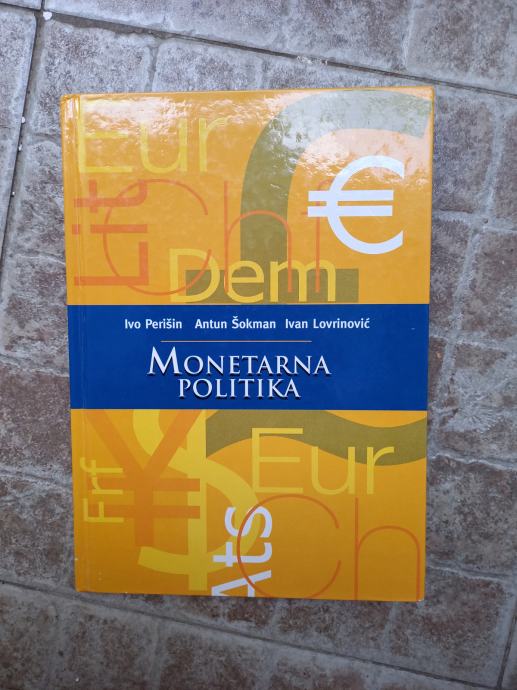 Eur
Lit
Chf
Dem
€
Ivo Perišin Antun Šokman Ivan Lovrinović
MONETARNA
POLITIKA
Frf
¥
$
£
Eur
Ats
Ch